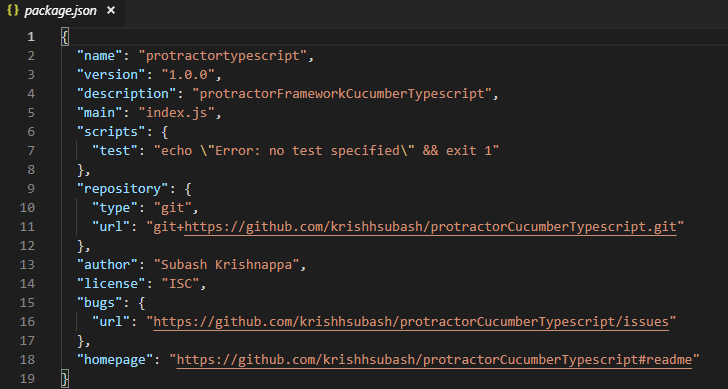 {} package.json ×
1 {
2 "name": "protractortypescript",
3 "version": "1.0.0",
4 "description": "protractorFrameworkCucumberTypescript",
5 "main": "index.js",
6 "scripts": {
7 "test": "echo \"Error: no test specified\" && exit 1"
8 },
9 "repository": {
10 "type": "git",
11 "url": "git+https://github.com/krishhsubash/protractorCucumberTypescript.git"
12 },
13 "author": "Subash Krishnappa",
14 "license": "ISC",
15 "bugs": {
16 "url": "https://github.com/krishhsubash/protractorCucumberTypescript/issues"
17 },
18 "homepage": "https://github.com/krishhsubash/protractorCucumberTypescript#readme"
19 }